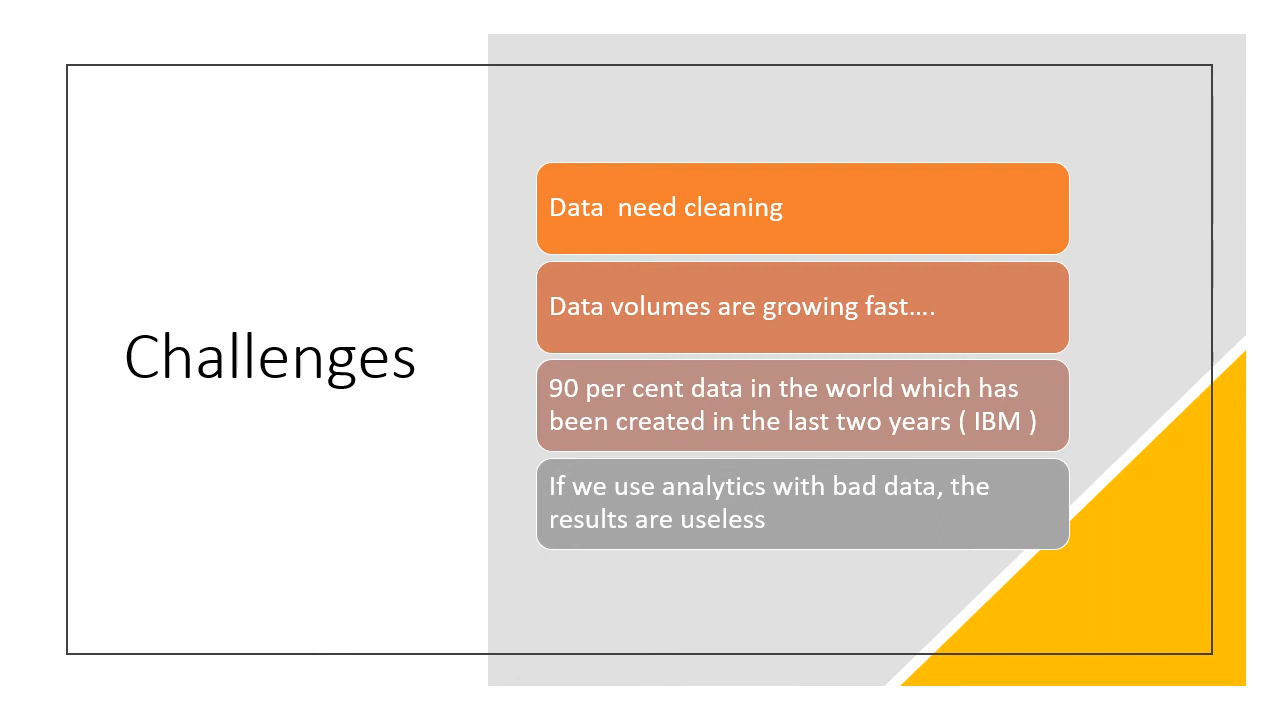 Challenges
Data  need cleaning
Data volumes are growing fast....
90 per cent data in the world which has
been created in the last two years ( IBM )
If we use analytics with bad data, the
results are useless